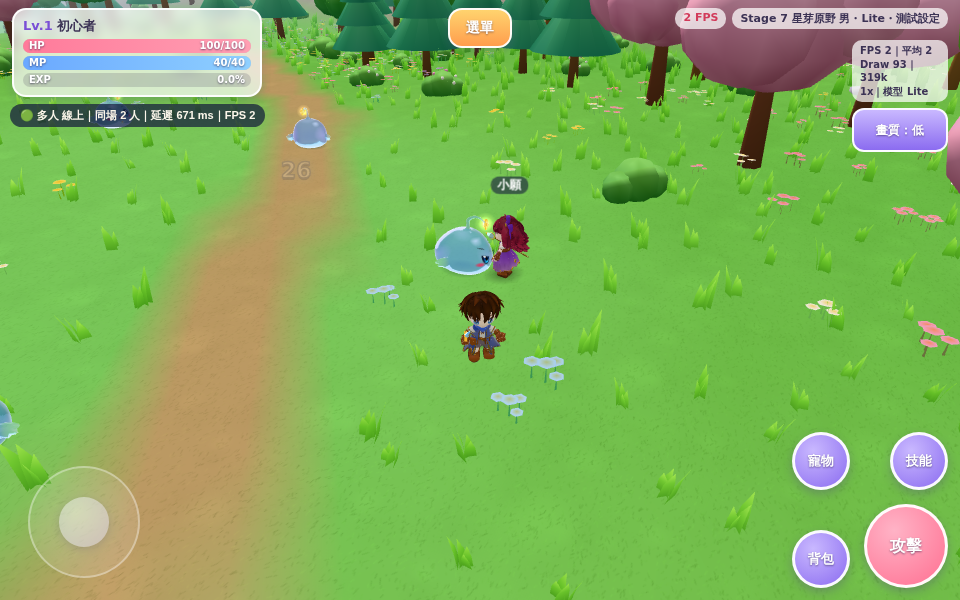 Lv.1 初心者
HP 100/100
MP 40/40
EXP 0.0%
多人 線上｜同場 2 人｜延遲 671 ms｜FPS 2
選單
2 FPS
Stage 7 星芽原野 男・Lite・測試設定
FPS 2｜平均 2
Draw 93｜
319k
1x｜模型 Lite
畫質：低
26
小願
寵物
技能
背包
攻擊